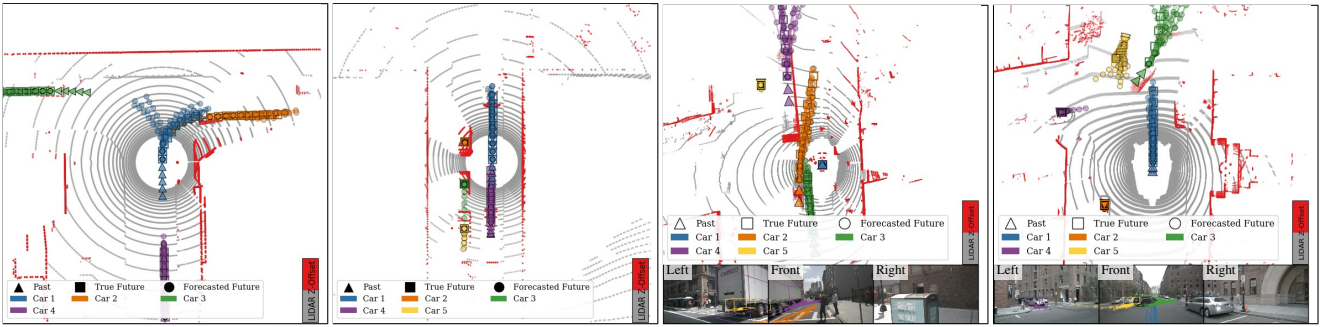 Past True Future Forecasted Future
Car 1 Car 2 Car 3
Car 4
LIDAR Z-Offset
Past True Future Forecasted Future
Car 1 Car 2 Car 3
Car 4 Car 5
LIDAR Z-Offset
Past True Future Forecasted Future
Car 1 Car 2 Car 3
Car 4 Car 5
LIDAR Z-Offset
Left Front Right
Past True Future Forecasted Future
Car 1 Car 2 Car 3
Car 4 Car 5
LIDAR Z-Offset
Left Front Right